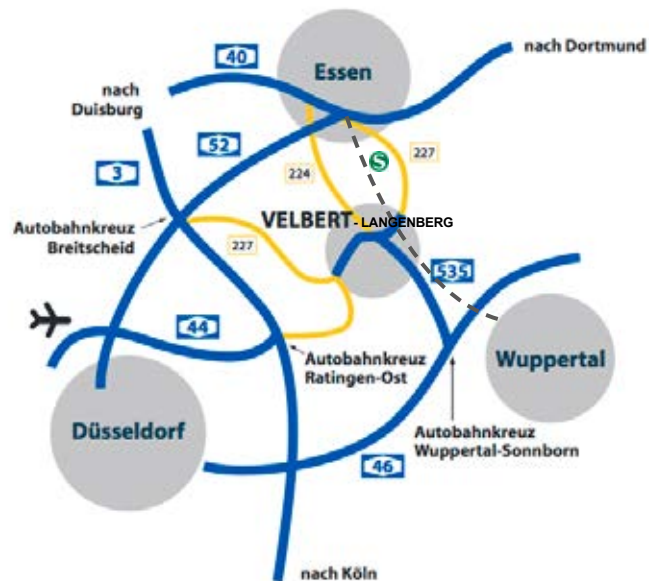 nach Dortmund
40
Essen
nach
Duisburg
52
3
S
227
224
VELBERT - LANGENBERG
Autobahnkreuz
Breitscheid
227
535
44
Autobahnkreuz
Ratingen-Ost
Wuppertal
Düsseldorf
Autobahnkreuz
Wuppertal-Sonnborn
46
nach Köln